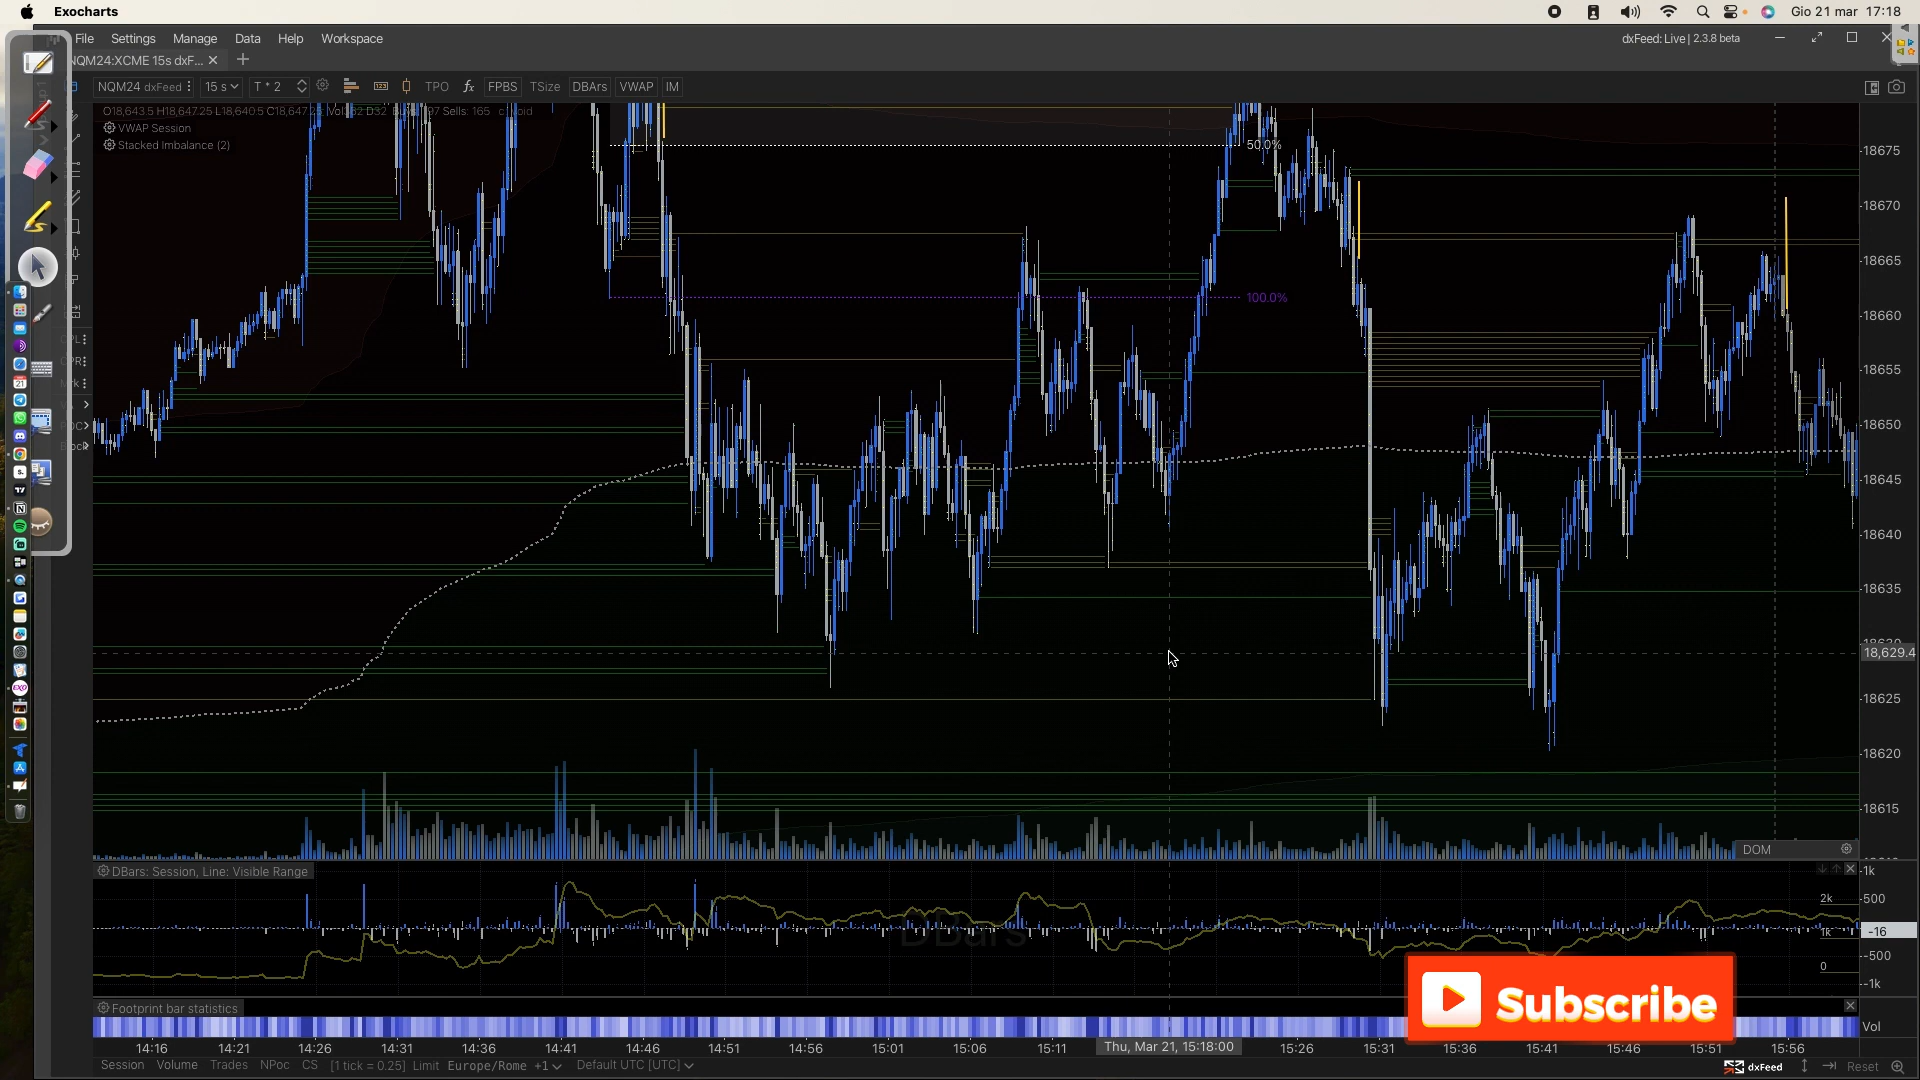 Exocharts
Gio 21 mar 17:18
File Settings Manage Data Help Workspace
dxFeed: Live | 2.3.8 beta
NQM24:XCME 15s dxF...
NQM24 dxFeed 15 s T * 2 TPO fx FPBS TSize DBArs VWAP IM
VWAP Session
Stacked Imbalance (2)
50.0%
18675
18670
18665
100.0%
18660
18655
18650
18645
18640
18635
18,629.4
18625
18620
18615
DOM
DBars: Session, Line: Visible Range
1k
2k
500
DBars
1k
-16
-500
0
-1k
Subscribe
Footprint bar statistics
Vol
14:16 14:21 14:26 14:31 14:36 14:41 14:46 14:51 14:56 15:01 15:06 15:11 Thu, Mar 21, 15:18:00 15:26 15:31 15:36 15:41 15:46 15:51 15:56
Session Volume Trades NPoc CS [1 tick = 0.25] Limit Europe/Rome +1 Default UTC [UTC] dxFeed Reset